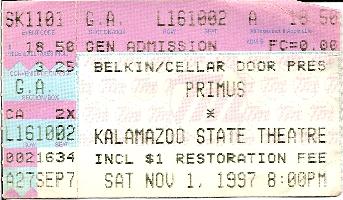 SK1101 G.A. L161002 A 18.50
18.50 GEN ADMISSION FC=0.00
3.25 BELKIN/CELLAR DOOR PRES
G.A. PRIMUS
CA 2X *
L161002 KALAMAZOO STATE THEATRE
0021634 INCL $1 RESTORATION FEE
A27SEP7 SAT NOV 1, 1997 8:00PM